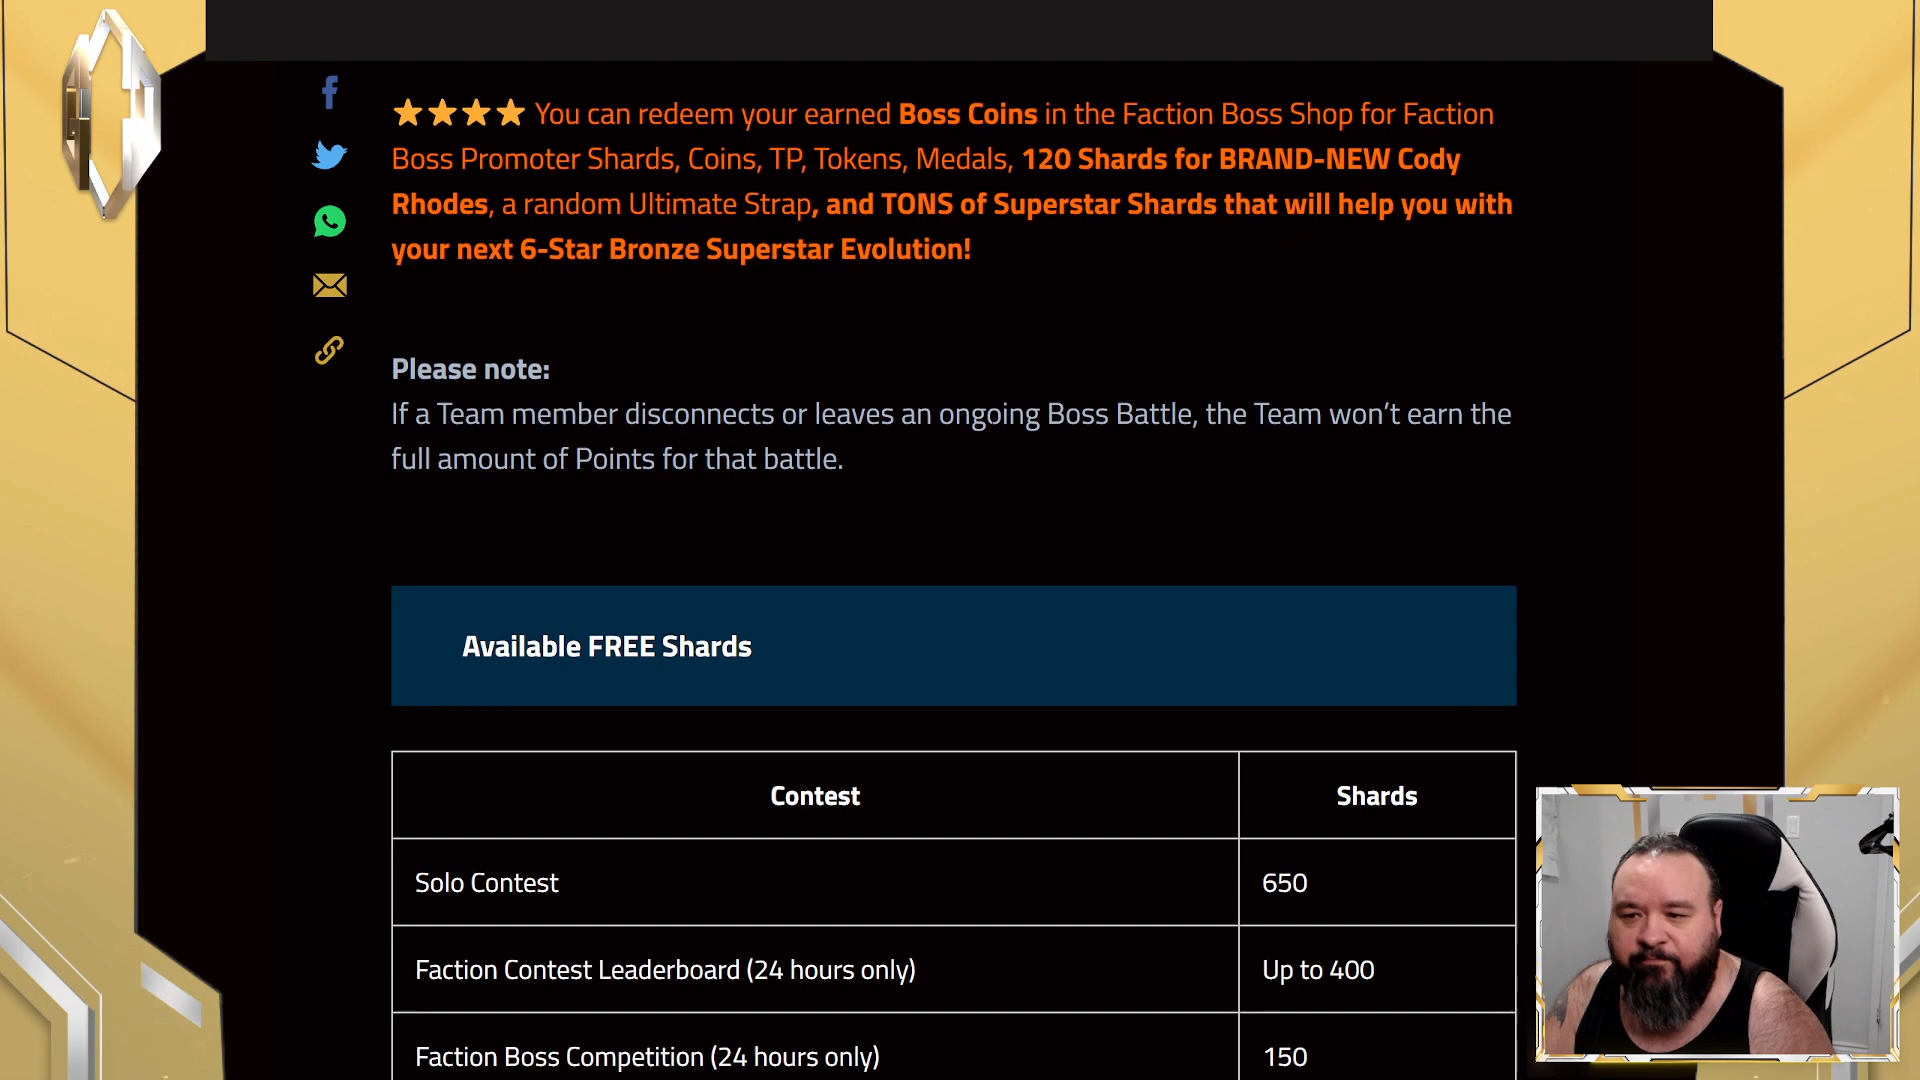 You can redeem your earned Boss Coins in the Faction Boss Shop for Faction
Boss Promoter Shards, Coins, TP, Tokens, Medals, 120 Shards for BRAND-NEW Cody
Rhodes, a random Ultimate Strap, and TONS of Superstar Shards that will help you with
your next 6-Star Bronze Superstar Evolution!
Please note:
If a Team member disconnects or leaves an ongoing Boss Battle, the Team won’t earn the
full amount of Points for that battle.
Available FREE Shards
Contest Shards
Solo Contest 650
Faction Contest Leaderboard (24 hours only) Up to 400
Faction Boss Competition (24 hours only) 150